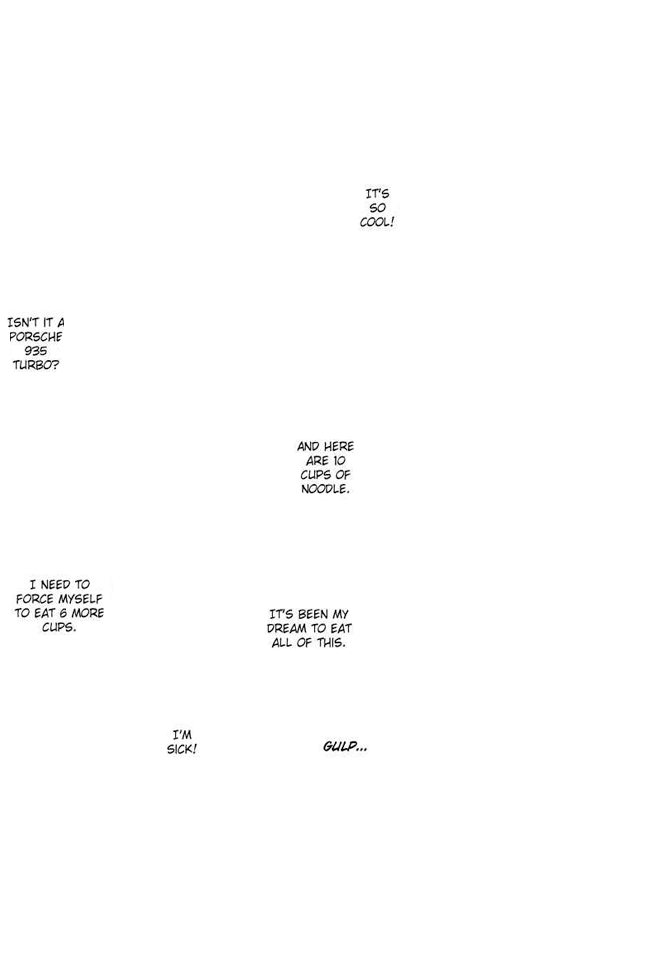 IT'S
SO
COOL!
ISN'T IT A
PORSCHE
935
TURBO?
AND HERE
ARE 10
CUPS OF
NOODLE.
IT'S BEEN MY
DREAM TO EAT
ALL OF THIS.
I NEED TO
FORCE MYSELF
TO EAT 6 MORE
CUPS.
GULP...
I'M
SICK!